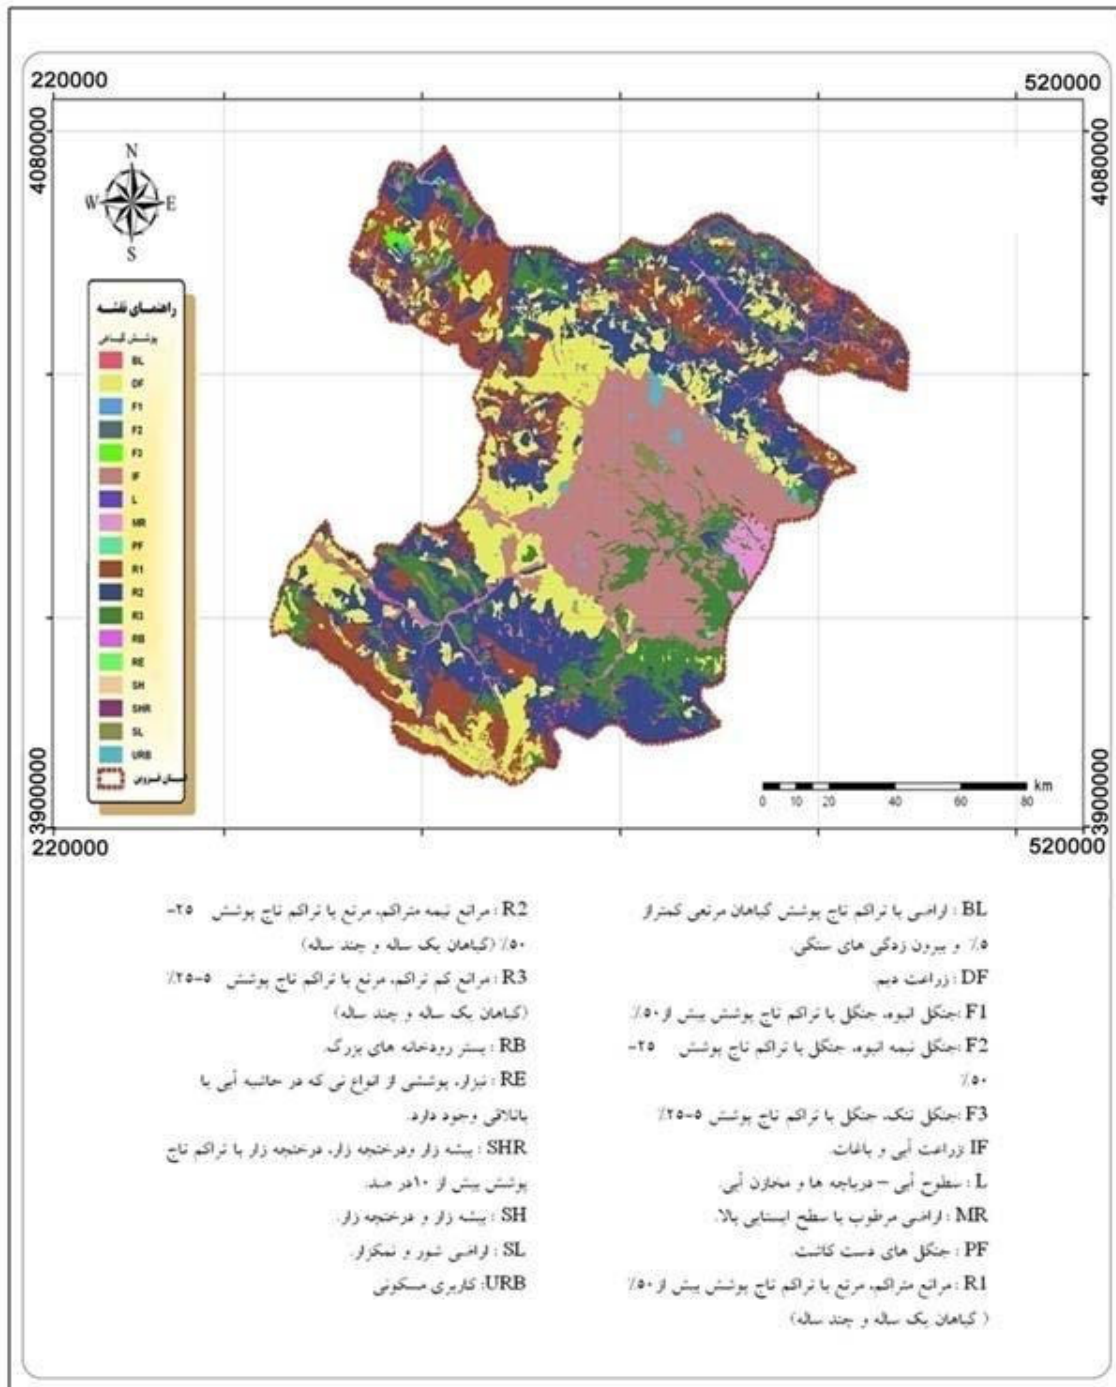 220000
520000
4080000
4080000
N
W
E
S
راهنمای نقشه
پوشش گیاهی
BL
DF
F1
F2
F3
IF
L
MR
PF
R1
R2
R3
RB
RE
SH
SHR
SL
URB
استان قزوین
km
0 10 20 40 60 80
3900000
3900000
220000
520000
BL : اراضی با تراکم تاج پوشش گیاهان مرتعی کمتر از
۵٪ و بیرون زدگی های سنگی.
DF : زراعت دیم.
F1 :جنگل انبوه، جنگل با تراکم تاج پوشش بیش از ۵۰٪.
F2 :جنگل نیمه انبوه، جنگل با تراکم تاج پوشش ۲۵-
۵۰٪
F3 :جنگل تنک، جنگل با تراکم تاج پوشش ۵-۲۵٪
IF :زراعت آبی و باغات.
L : سطوح آبی – دریاچه ها و مخازن آبی.
MR : اراضی مرطوب با سطح ایستابی بالا.
PF : جنگل های دست کاشت.
R1 : مراتع متراکم، مرتع با تراکم تاج پوشش بیش از ۵۰٪
( گیاهان یک ساله و چند ساله)
R2 : مراتع نیمه متراکم، مرتع با تراکم تاج پوشش ۲۵-
۵۰٪ (گیاهان یک ساله و چند ساله)
R3 : مراتع کم تراکم، مرتع با تراکم تاج پوشش ۵-۲۵٪
(گیاهان یک ساله و چند ساله)
RB : بستر رودخانه های بزرگ.
RE : نیزار، پوششی از انواع نی که در حاشیه آبی یا
باتلاقی وجود دارد.
SHR : بیشه زار ودرختچه زار، درختچه زار با تراکم تاج
پوشش بیش از ۱۰در صد.
SH : بیشه زار و درختچه زار.
SL : اراضی شور و نمکزار.
URB: کاربری مسکونی